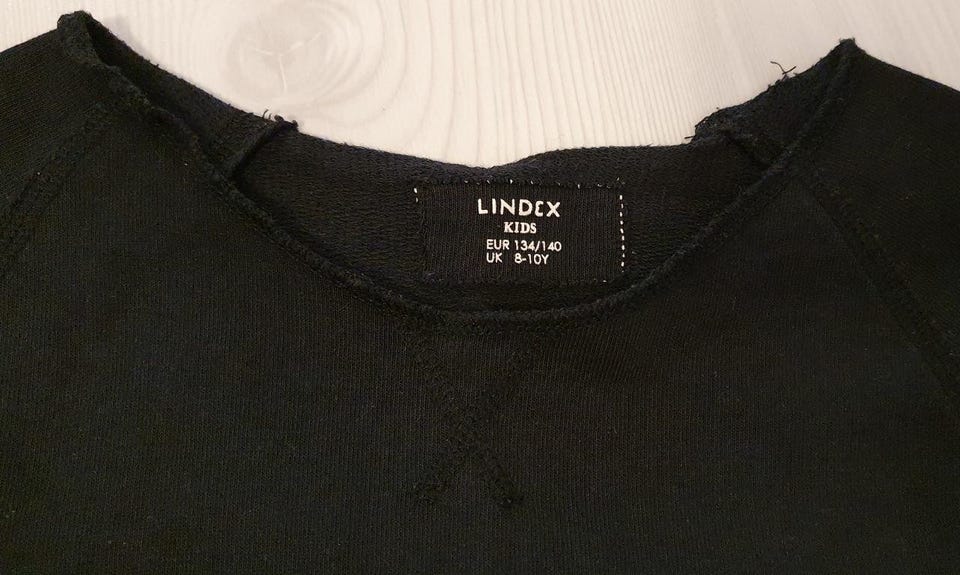 LINDEX
KIDS
EUR 134/140
UK 8-10Y